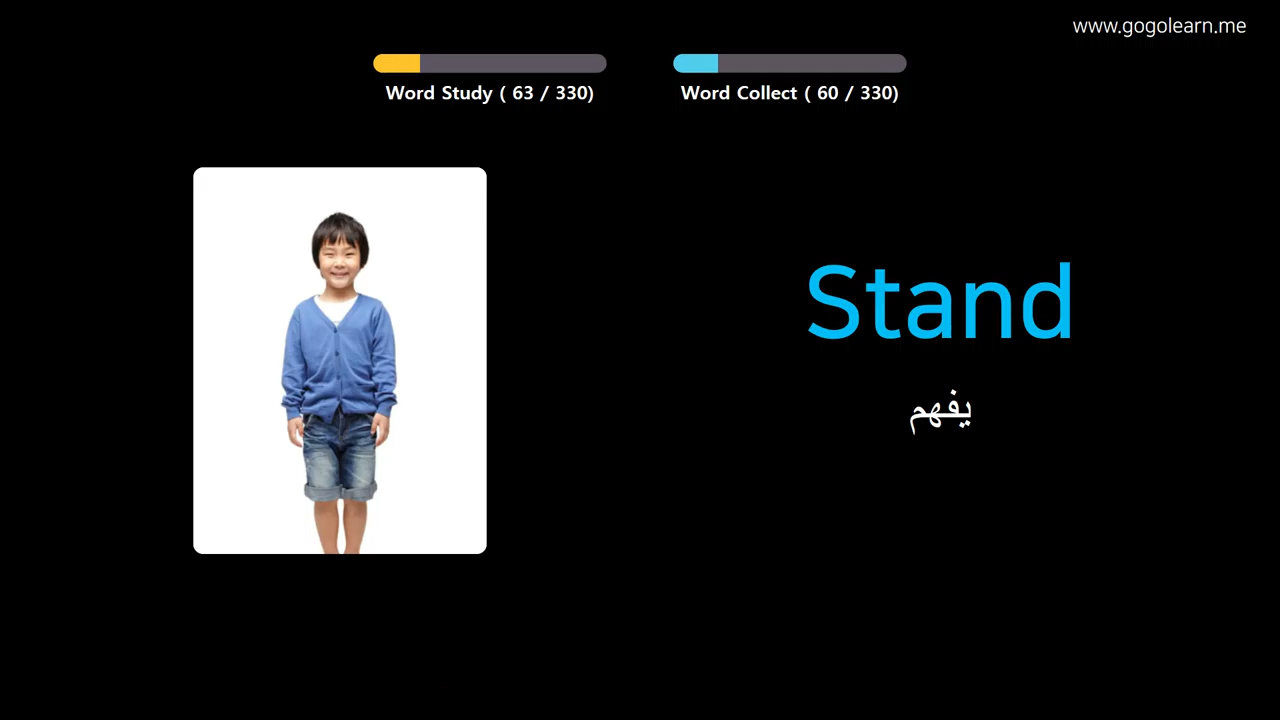 www.gogolearn.me
Word Study ( 63 / 330)
Word Collect ( 60 / 330)
Stand
يفهم